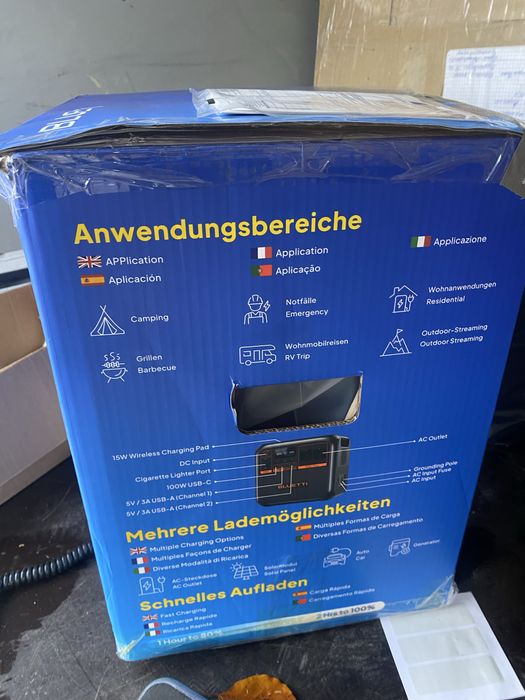 Anwendungsbereiche
APPlication
Application
Applicazione
Aplicación
Aplicação
Camping
Notfälle
Emergency
Wohnanwendungen
Residential
Grillen
Barbecue
Wohnmobilreisen
RV Trip
Outdoor-Streaming
Outdoor Streaming
15W Wireless Charging Pad
DC Input
Cigarette Lighter Port
100W USB-C
5V / 3A USB-A (Channel 1)
5V / 3A USB-A (Channel 2)
AC Outlet
Grounding Pole
AC Input Fuse
AC Input
BLUETTI
Mehrere Lademöglichkeiten
Multiple Charging Options
Múltiples Formas de Carga
Multiples Façons de Charger
Diversas Formas de Carregamento
Diverse Modalità di Ricarica
AC-Steckdose
AC Outlet
Solarmodul
Solar Panel
Auto
Car
Generator
Schnelles Aufladen
Fast Charging
Carga Rápida
Recharge Rapide
Carregamento Rápido
Ricarica Rapida
1 Hour to 80%
2 Hrs to 100%